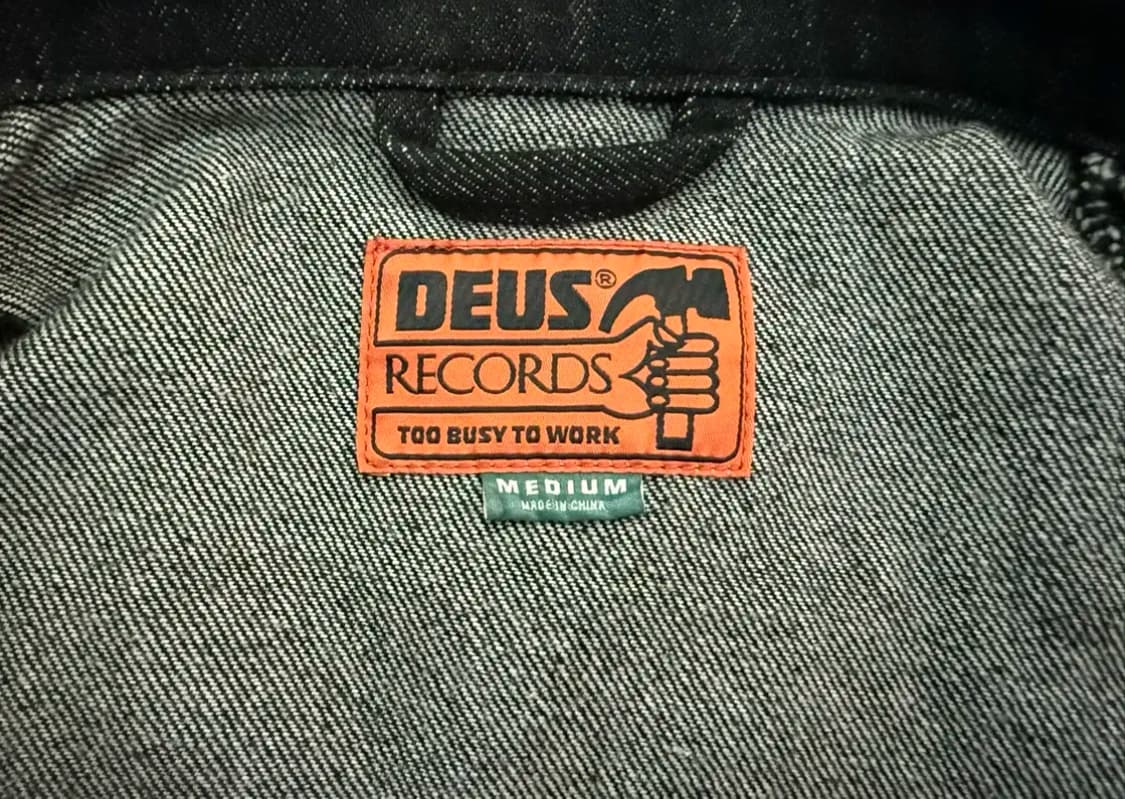 DEUS®
RECORDS
TOO BUSY TO WORK
MEDIUM
MADE IN CHINA